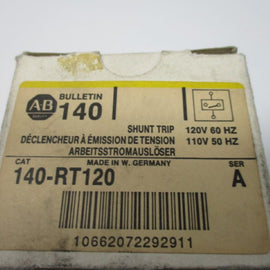 AB
BULLETIN
140
SHUNT TRIP 120V 60 HZ
DÉCLENCHEUR À ÉMISSION DE TENSION 110V 50 HZ
ARBEITSSTROMAUSLÖSER
CAT MADE IN W. GERMANY SER
140-RT120 A
10662072292911